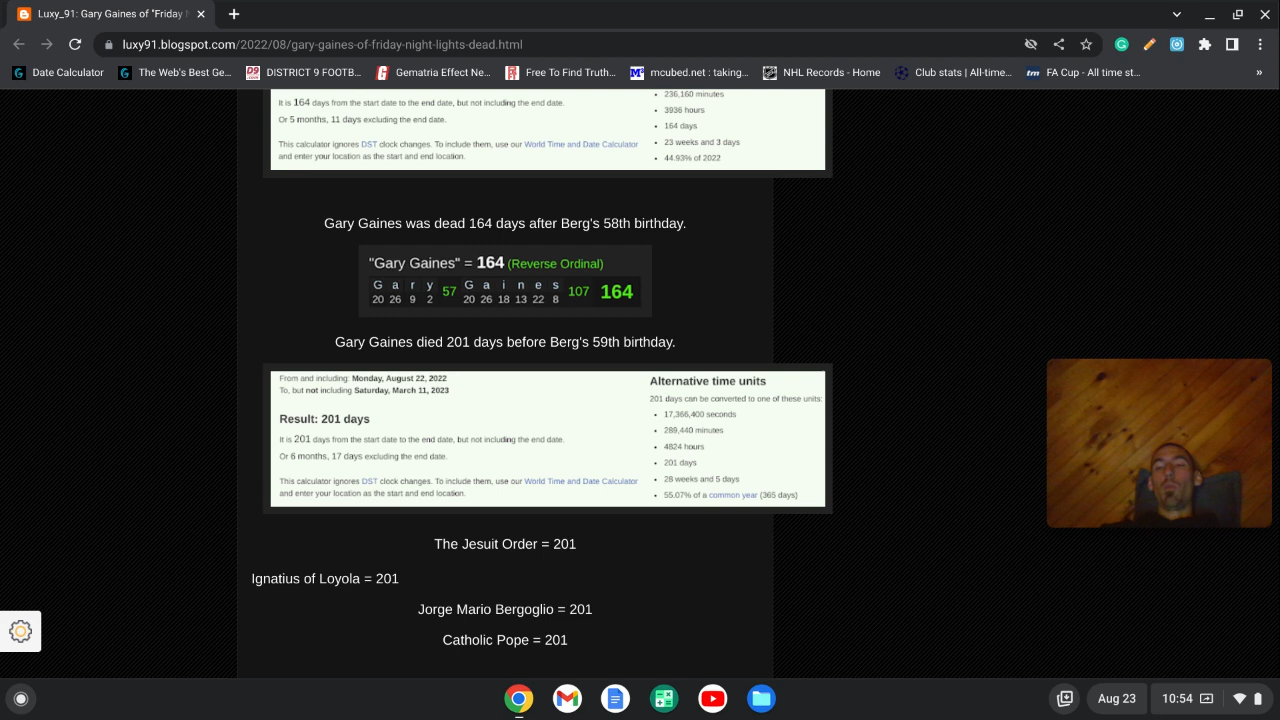 Luxy_91: Gary Gaines of "Friday N
luxy91.blogspot.com/2022/08/gary-gaines-of-friday-night-lights-dead.html
Date Calculator
The Web's Best Ge...
DISTRICT 9 FOOTB...
Gematria Effect Ne...
Free To Find Truth...
mcubed.net : taking...
NHL Records - Home
Club stats | All-time...
FA Cup - All time st...
»
It is 164 days from the start date to the end date, but not including the end date.
Or 5 months, 11 days excluding the end date.
This calculator ignores DST clock changes. To include them, use our World Time and Date Calculator
and enter your location as the start and end location.
236,160 minutes
3936 hours
164 days
23 weeks and 3 days
44.93% of 2022
Gary Gaines was dead 164 days after Berg's 58th birthday.
"Gary Gaines" = 164 (Reverse Ordinal)
G a r y 57 G a i n e s 107 164
20 26 9 2 20 26 18 13 22 8
Gary Gaines died 201 days before Berg's 59th birthday.
From and including: Monday, August 22, 2022
To, but not including Saturday, March 11, 2023
Result: 201 days
It is 201 days from the start date to the end date, but not including the end date.
Or 6 months, 17 days excluding the end date.
This calculator ignores DST clock changes. To include them, use our World Time and Date Calculator
and enter your location as the start and end location.
Alternative time units
201 days can be converted to one of these units:
17,366,400 seconds
289,440 minutes
4824 hours
201 days
28 weeks and 5 days
55.07% of a common year (365 days)
The Jesuit Order = 201
Ignatius of Loyola = 201
Jorge Mario Bergoglio = 201
Catholic Pope = 201
Aug 23
10:54